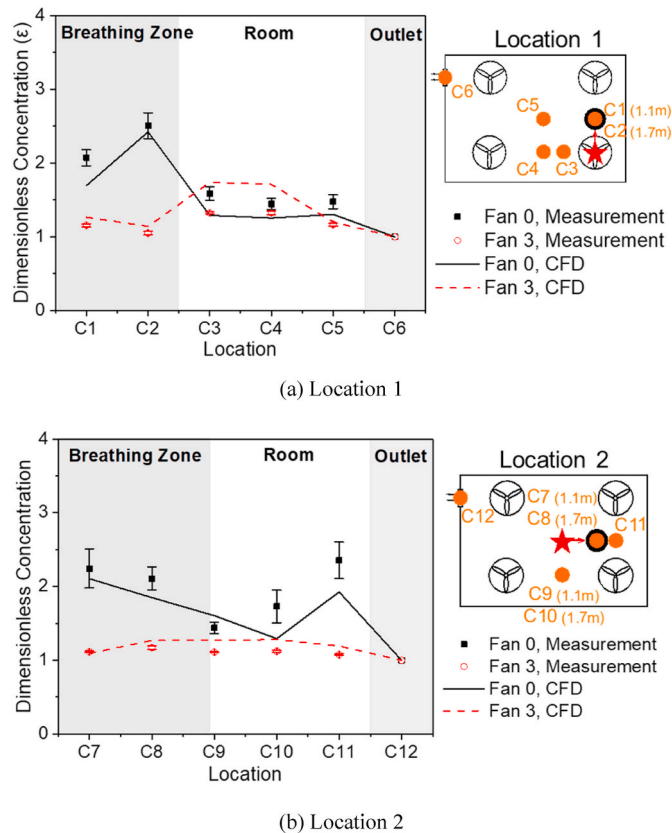 4
3
2
1
0
Dimensionless Concentration (ε)
Breathing Zone
Room
Outlet
C1
C2
C3
C4
C5
C6
Location
Location 1
C6
C5
C1 (1.1m)
C2 (1.7m)
C4
C3
Fan 0, Measurement
Fan 3, Measurement
Fan 0, CFD
Fan 3, CFD
(a) Location 1
4
3
2
1
0
Dimensionless Concentration
Breathing Zone
Room
Outlet
C7
C8
C9
C10
C11
C12
Location
Location 2
C7 (1.1m)
C12
C8 (1.7m)
C11
C9 (1.1m)
C10 (1.7m)
Fan 0, Measurement
Fan 3, Measurement
Fan 0, CFD
Fan 3, CFD
(b) Location 2